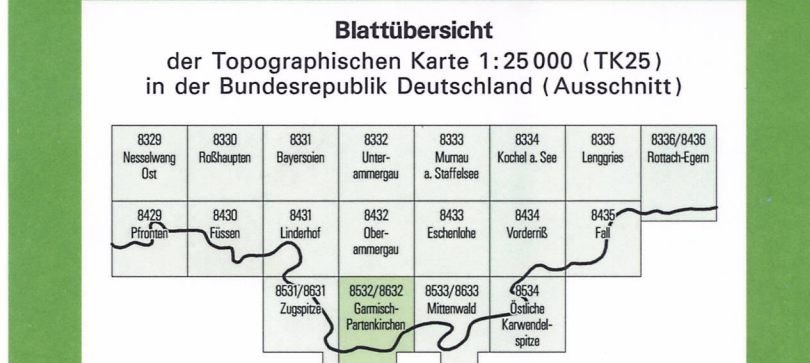 Blattübersicht
der Topographischen Karte 1:25 000 (TK25)
in der Bundesrepublik Deutschland (Ausschnitt)
8329
Nesselwang
Ost
8330
Roßhaupten
8331
Bayersoien
8332
Unter-
ammergau
8333
Murnau
a. Staffelsee
8334
Kochel a. See
8335
Lenggries
8336/8436
Rottach-Egern
8429
Pfronten
8430
Füssen
8431
Linderhof
8432
Ober-
ammergau
8433
Eschenlohe
8434
Vorderriß
8435
Fall
8531/8631
Zugspitze
8532/8632
Garmisch-
Partenkirchen
8533/8633
Mittenwald
8534
Östliche
Karwendel-
spitze